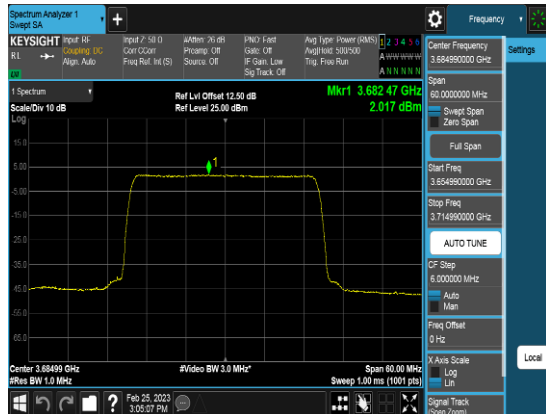 Spectrum Analyzer 1
Swept SA
+
Frequency
KEYSIGHT
Input: RF
Input Z: 50 Ω
#Atten: 26 dB
PNO: Fast
Avg Type: Power (RMS)
1 2 3 4 5 6
RL
Coupling: DC
Corr CCorr
Preamp: Off
Gate: Off
Avg|Hold: 500/500
A W W W W W
Align: Auto
Freq Ref: Int (S)
Source: Off
IF Gain: Low
Trig: Free Run
Sig Track: Off
A N N N N N
1 Spectrum
Ref Lvl Offset 12.50 dB
Mkr1 3.682 47 GHz
Scale/Div 10 dB
Ref Level 25.00 dBm
2.017 dBm
Log
15.0
5.00
-5.00
-15.0
-25.0
-35.0
-45.0
-55.0
-65.0
1
Center 3.68499 GHz
#Video BW 3.0 MHz*
Span 60.00 MHz
#Res BW 1.0 MHz
Sweep 1.00 ms (1001 pts)
Feb 25, 2023
3:05:07 PM
Center Frequency
3.684990000 GHz
Settings
Span
60.0000000 MHz
Swept Span
Zero Span
Full Span
Start Freq
3.654990000 GHz
Stop Freq
3.714990000 GHz
AUTO TUNE
CF Step
6.000000 MHz
Auto
Man
Freq Offset
0 Hz
X Axis Scale
Log
Lin
Local
Signal Track
(Span Zoom)